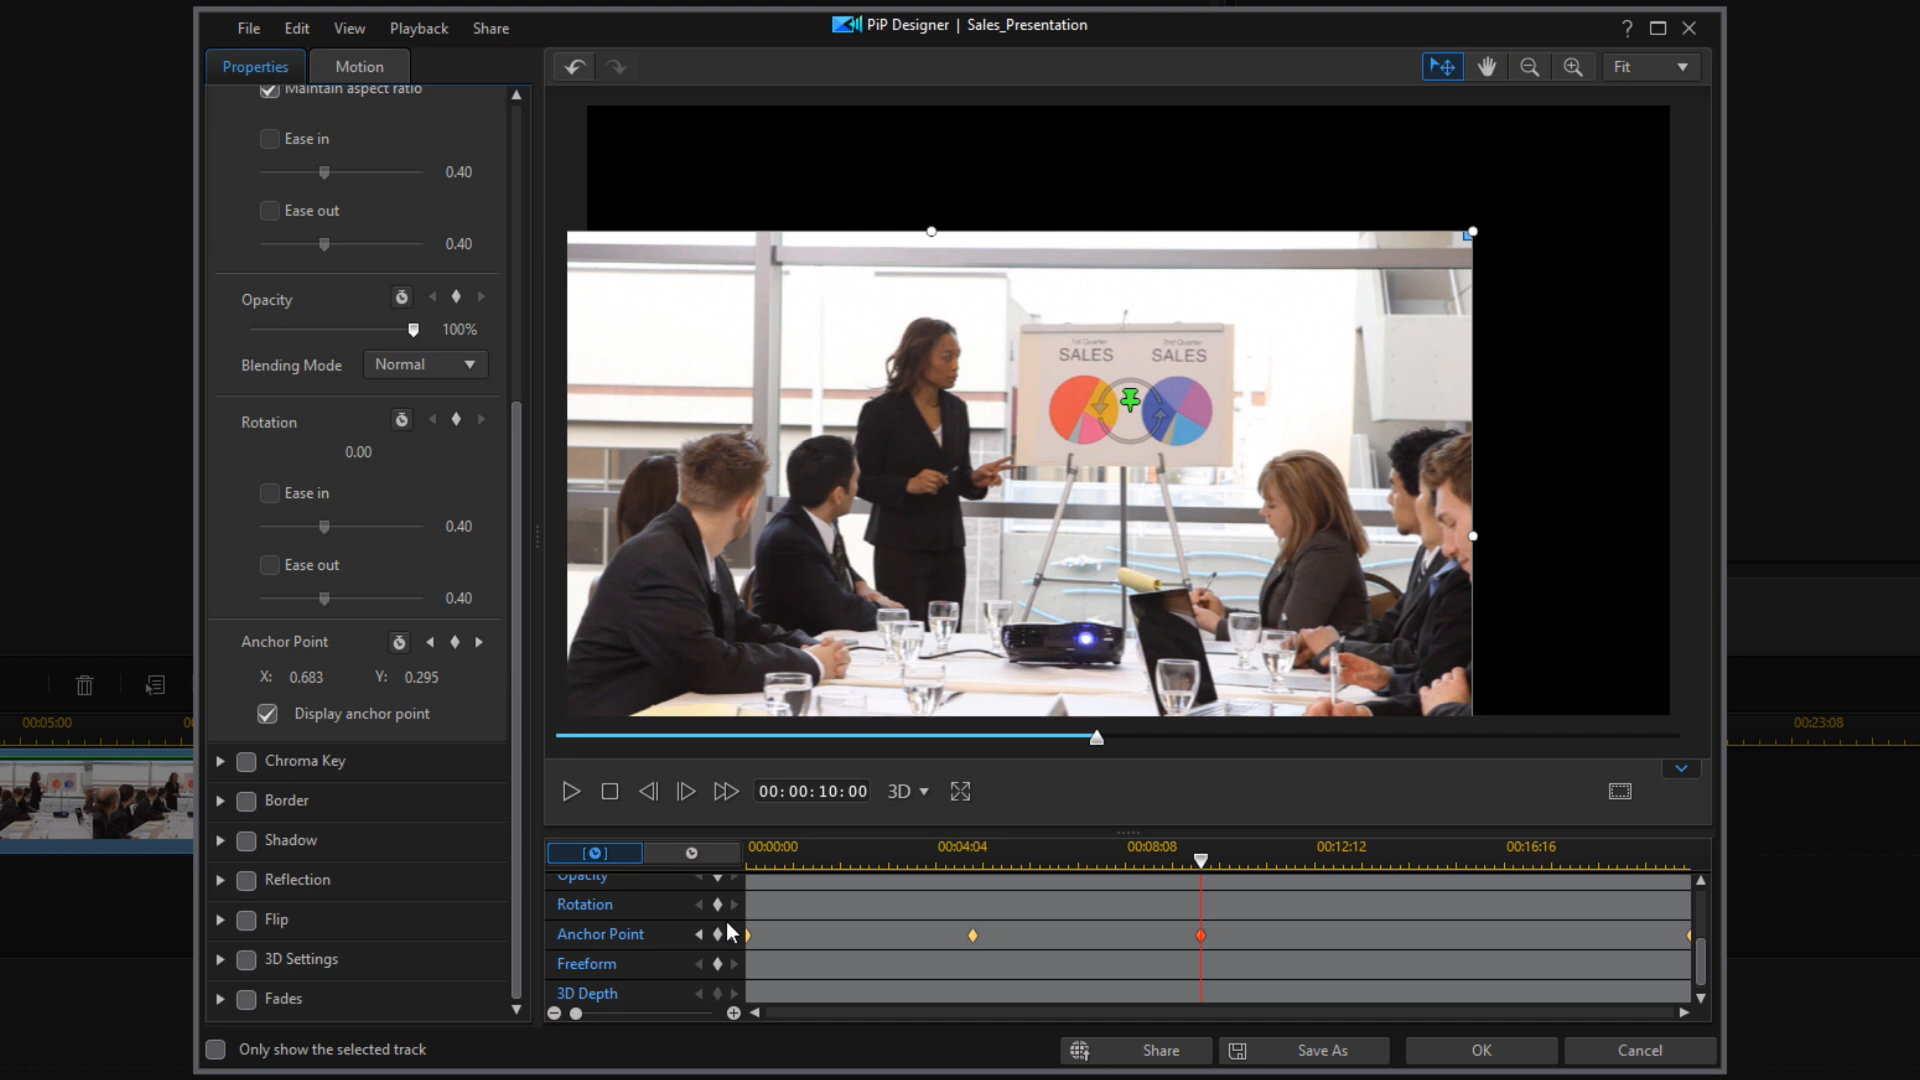 File Edit View Playback Share
PiP Designer | Sales_Presentation
?
Properties Motion
Fit
Maintain aspect ratio
Ease in
0.40
Ease out
0.40
Opacity
100%
Blending Mode Normal
Rotation
0.00
Ease in
0.40
Ease out
0.40
Anchor Point
X: 0.683 Y: 0.295
Display anchor point
Chroma Key
Border
Shadow
Reflection
Flip
3D Settings
Fades
1st Quarter 2nd Quarter
SALES SALES
00:05:00
00:23:08
00:00:10:00 3D
00:00:00 00:04:04 00:08:08 00:12:12 00:16:16
Opacity
Rotation
Anchor Point
Freeform
3D Depth
Only show the selected track
Share Save As OK Cancel